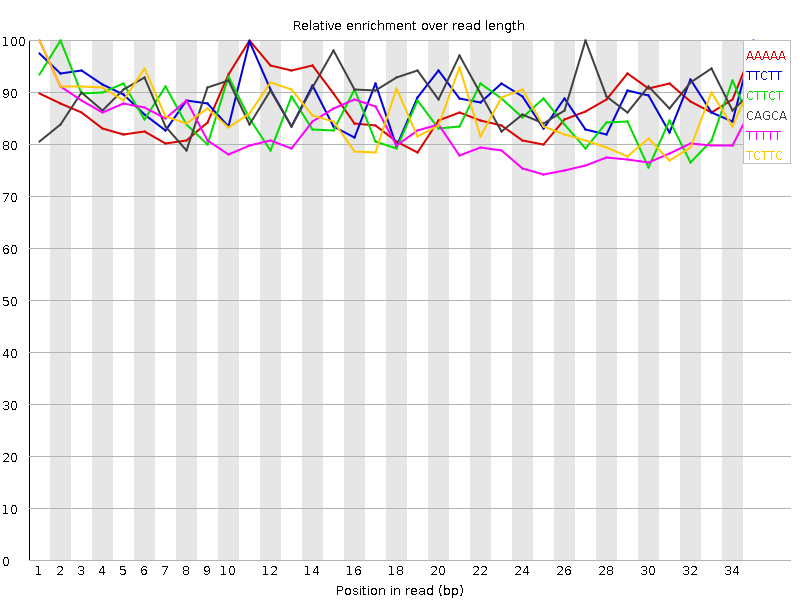 Relative enrichment over read length
100
90
80
70
60
50
40
30
20
10
0
AAAAA
TTCTT
CTTCT
CAGCA
TTTTT
TCTTC
1 2 3 4 5 6 7 8 9 10 12 14 16 18 20 22 24 26 28 30 32 34
Position in read (bp)